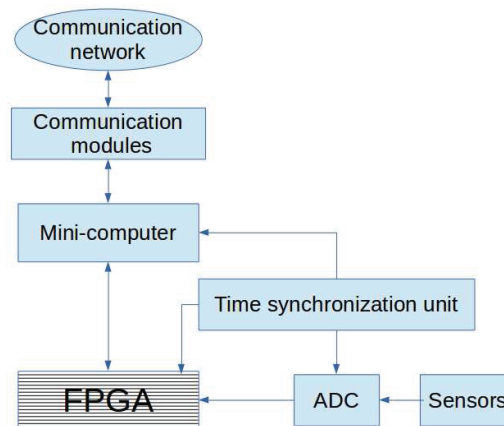 Communication
network
Communication
modules
Mini-computer
Time synchronization unit
FPGA
ADC
Sensors